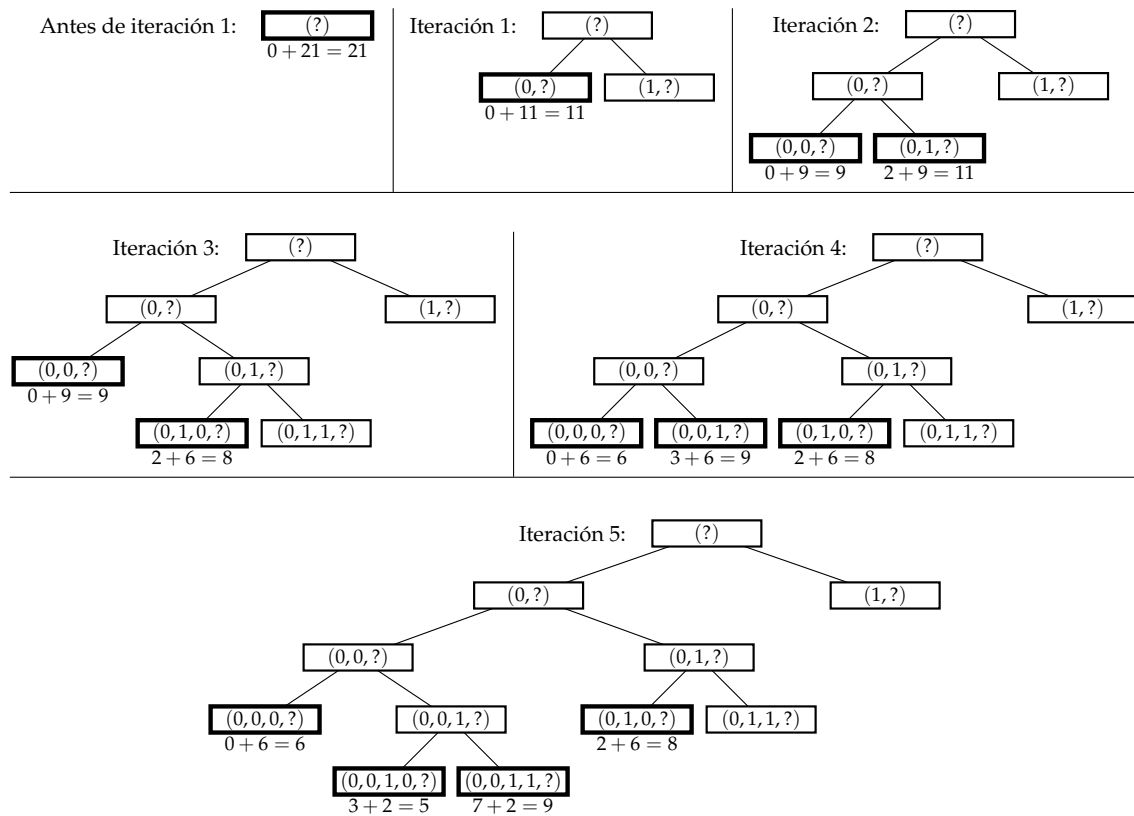 Antes de iteración 1: (?)
0 + 21 = 21
Iteración 1: (?)
(0, ?) (1, ?)
0 + 11 = 11
Iteración 2: (?)
(0, ?) (1, ?)
(0, 0, ?) (0, 1, ?)
0 + 9 = 9 2 + 9 = 11
Iteración 3: (?)
(0, ?) (1, ?)
(0, 0, ?) (0, 1, ?)
0 + 9 = 9
(0, 1, 0, ?) (0, 1, 1, ?)
2 + 6 = 8
Iteración 4: (?)
(0, ?) (1, ?)
(0, 0, ?) (0, 1, ?)
(0, 0, 0, ?) (0, 0, 1, ?) (0, 1, 0, ?) (0, 1, 1, ?)
0 + 6 = 6 3 + 6 = 9 2 + 6 = 8
Iteración 5: (?)
(0, ?) (1, ?)
(0, 0, ?) (0, 1, ?)
(0, 0, 0, ?) (0, 0, 1, ?) (0, 1, 0, ?) (0, 1, 1, ?)
0 + 6 = 6 2 + 6 = 8
(0, 0, 1, 0, ?) (0, 0, 1, 1, ?)
3 + 2 = 5 7 + 2 = 9